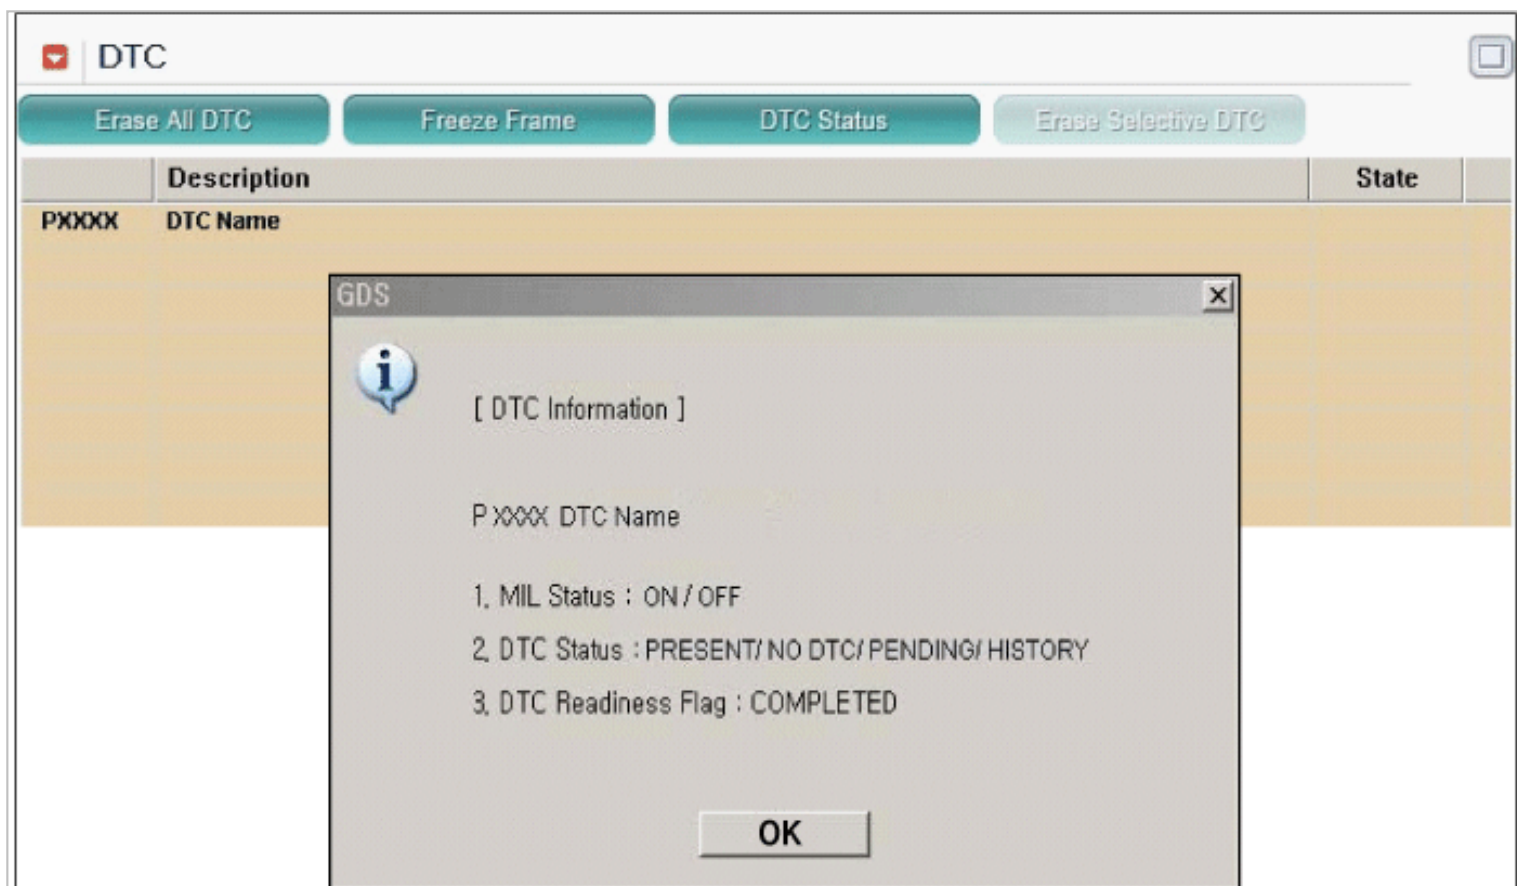 DTC
Erase All DTC Freeze Frame DTC Status Erase Selective DTC
Description State
PXXXX DTC Name
GDS
[ DTC Information ]
PXXXX DTC Name
1. MIL Status : ON / OFF
2. DTC Status : PRESENT/ NO DTC/ PENDING/ HISTORY
3. DTC Readiness Flag : COMPLETED
OK